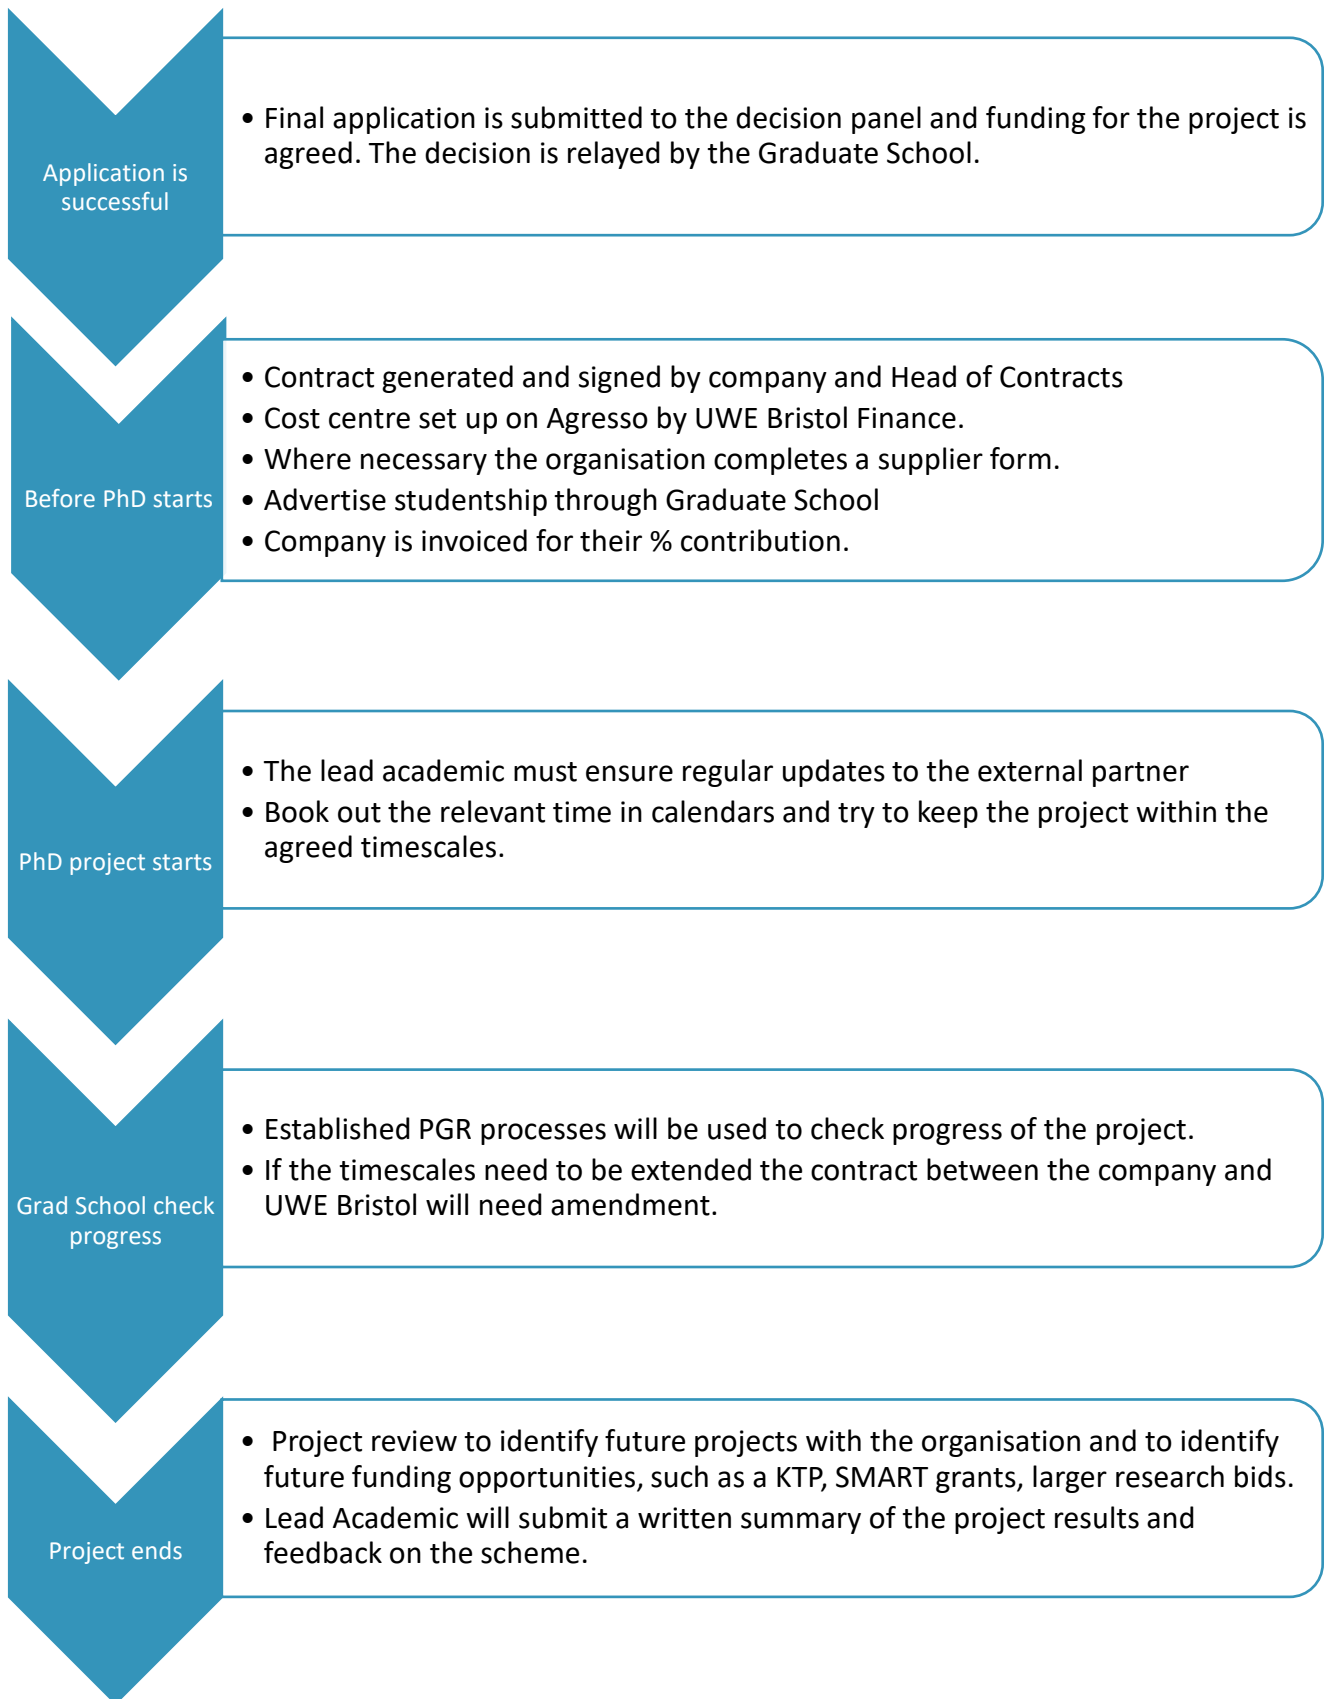 Application is
successful
• Final application is submitted to the decision panel and funding for the project is
agreed. The decision is relayed by the Graduate School.
Before PhD starts
• Contract generated and signed by company and Head of Contracts
• Cost centre set up on Agresso by UWE Bristol Finance.
• Where necessary the organisation completes a supplier form.
• Advertise studentship through Graduate School
• Company is invoiced for their % contribution.
PhD project starts
• The lead academic must ensure regular updates to the external partner
• Book out the relevant time in calendars and try to keep the project within the
agreed timescales.
Grad School check
progress
• Established PGR processes will be used to check progress of the project.
• If the timescales need to be extended the contract between the company and
UWE Bristol will need amendment.
Project ends
• Project review to identify future projects with the organisation and to identify
future funding opportunities, such as a KTP, SMART grants, larger research bids.
• Lead Academic will submit a written summary of the project results and
feedback on the scheme.